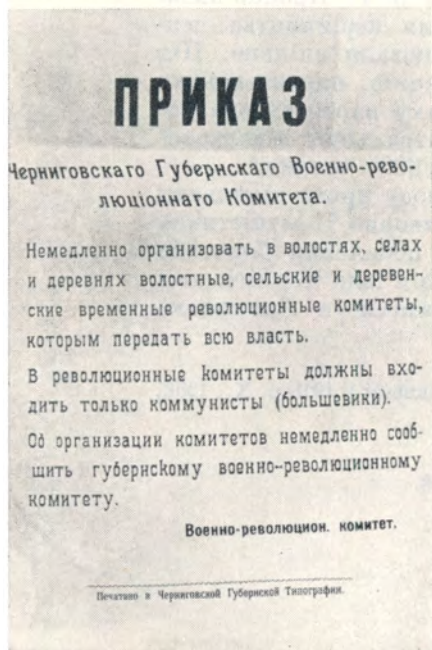 ПРИКАЗ
Черниговскаго Губернскаго Военно-рево-
люціоннаго Комитета.
Немедленно организовать в волостях, селах
и деревнях волостные, сельские и деревен-
ские временные революционные комитеты,
которым передать всю власть.
В революционные комитеты должны вхо-
дить только коммунисты (большевики).
Об организации комитетов немедленно сооб-
щить губернскому военно-революционному
комитету.
Военно-революцион. комитет.
Печатано в Черниговской Губернской Типографии.